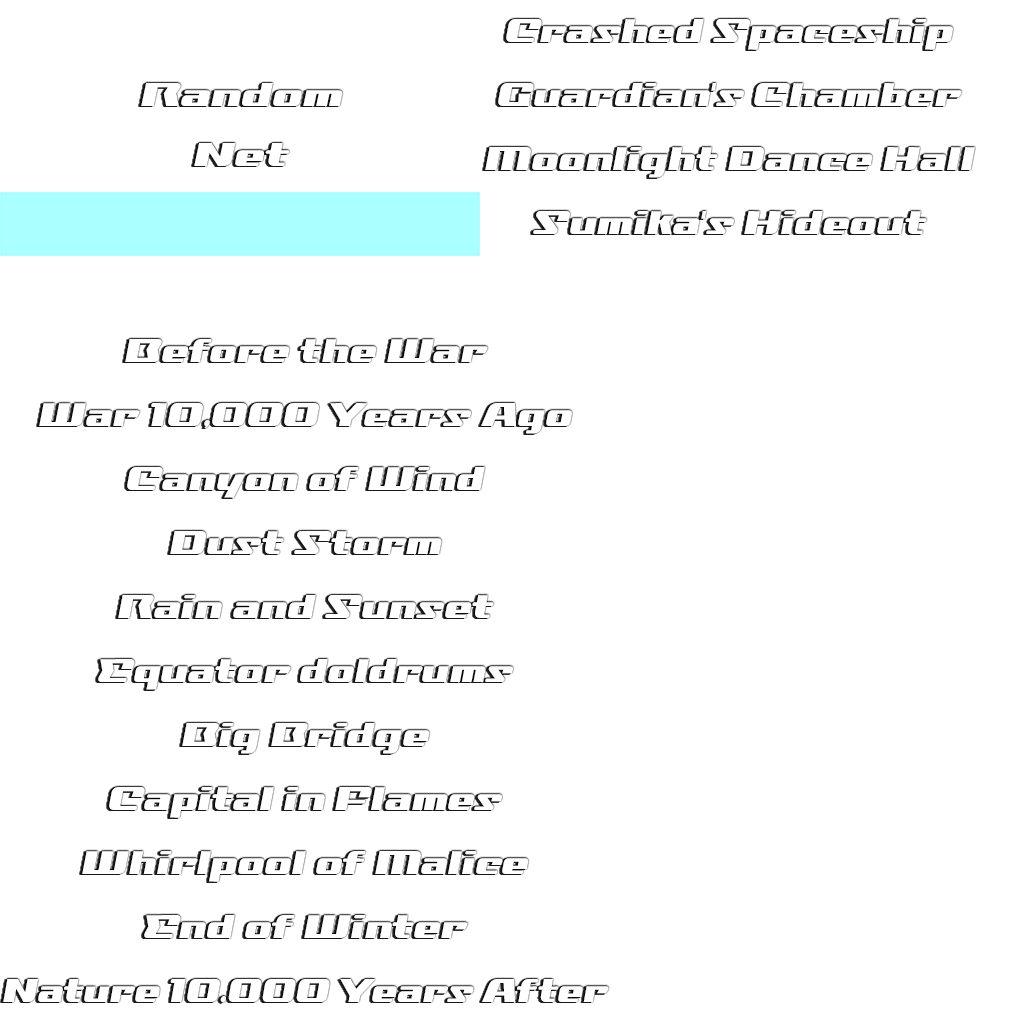 Crashed Spaceship
Random
Guardian's Chamber
Net
Moonlight Dance Hall
Sumika's Hideout
Before the War
War 10,000 Years Ago
Canyon of Wind
Dust Storm
Rain and Sunset
Equator doldrums
Big Bridge
Capital in Flames
Whirlpool of Malice
End of Winter
Nature 10,000 Years After